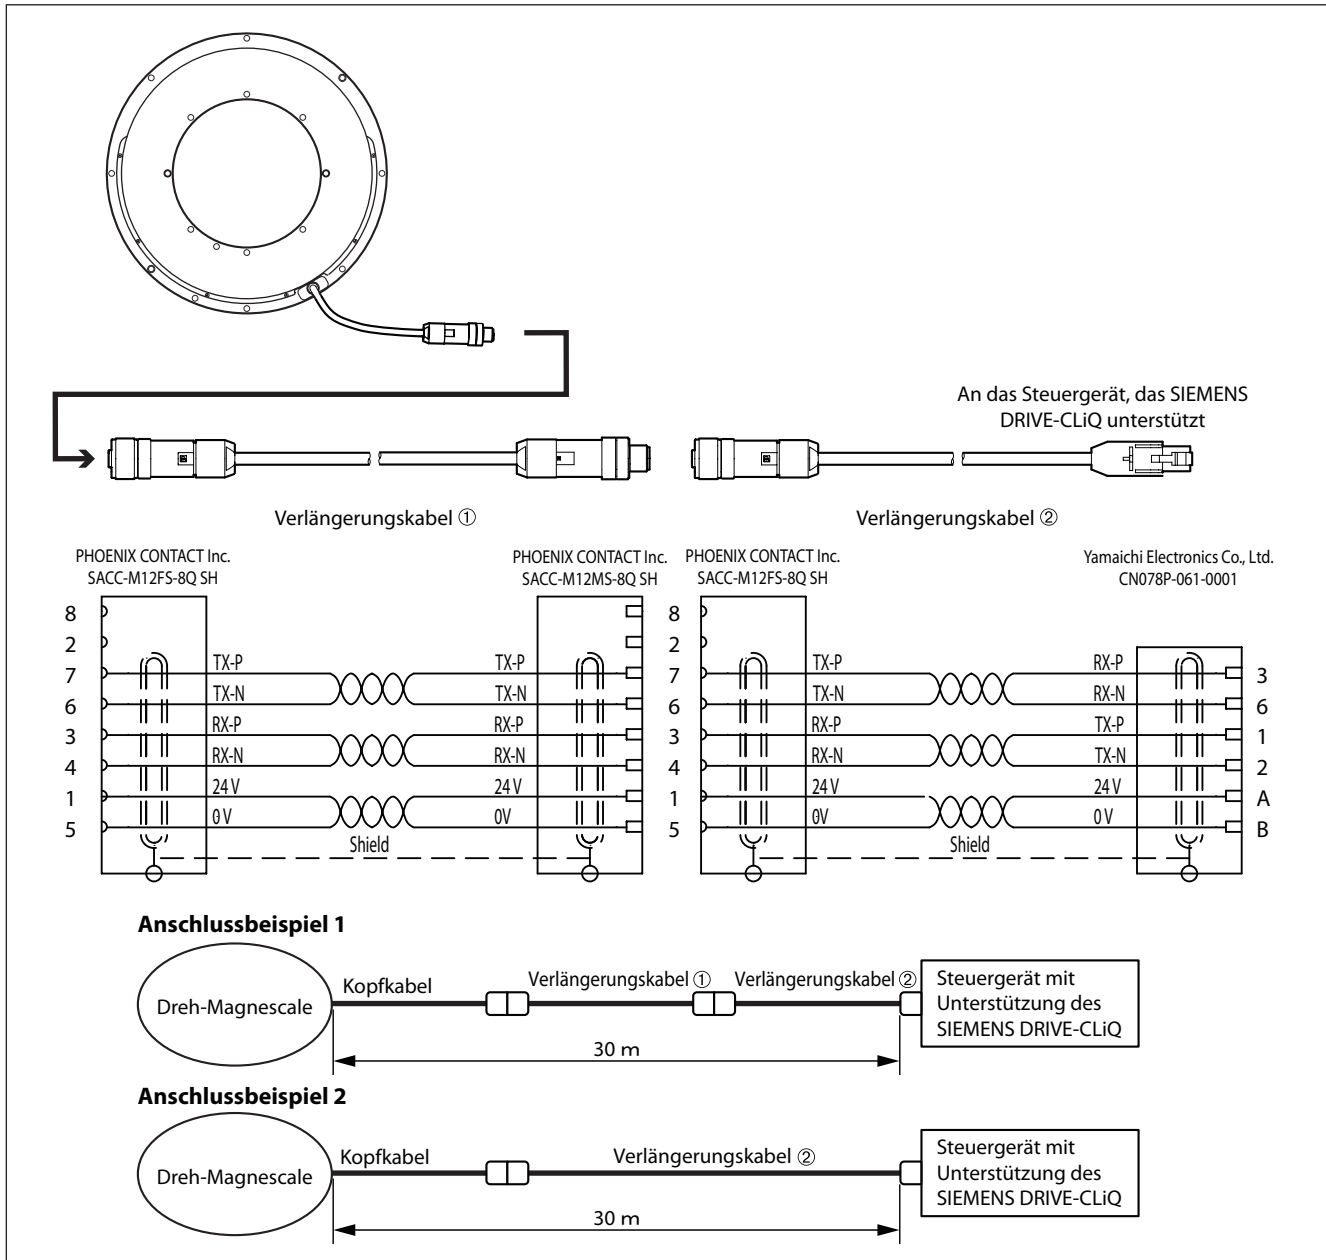 An das Steuergerät, das SIEMENS
DRIVE-CLiQ unterstützt
Verlängerungskabel ①
Verlängerungskabel ②
PHOENIX CONTACT Inc.
SACC-M12FS-8Q SH
PHOENIX CONTACT Inc.
SACC-M12MS-8Q SH
PHOENIX CONTACT Inc.
SACC-M12FS-8Q SH
Yamaichi Electronics Co., Ltd.
CN078P-061-0001
8 8
2 2
7 TX-P TX-P 7 TX-P RX-P 3
6 TX-N TX-N 6 TX-N RX-N 6
3 RX-P RX-P 3 RX-P TX-P 1
4 RX-N RX-N 4 RX-N TX-N 2
1 24 V 24 V 1 24 V 24 V A
5 0 V 0V 5 0V 0 V B
Shield Shield
Anschlussbeispiel 1
Dreh-Magnescale
Kopfkabel
Verlängerungskabel ①
Verlängerungskabel ②
Steuergerät mit
Unterstützung des
SIEMENS DRIVE-CLiQ
30 m
Anschlussbeispiel 2
Dreh-Magnescale
Kopfkabel
Verlängerungskabel ②
Steuergerät mit
Unterstützung des
SIEMENS DRIVE-CLiQ
30 m